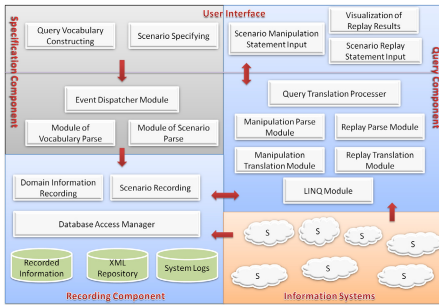 User Interface
Specification Component
Query Vocabulary
Constructing
Scenario Specifying
Scenario Manipulation
Statement Input
Visualization of
Replay Results
Scenario Replay
Statement Input
Query Component
Event Dispatcher Module
Module of
Vocabulary Parse
Module of Scenario
Parse
Query Translation Processer
Manipulation Parse
Module
Replay Parse Module
Manipulation
Translation Module
Replay Translation
Module
LINQ Module
Domain Information
Recording
Scenario Recording
Database Access Manager
Recorded
Information
XML
Repository
System Logs
Recording Component
S
S
S
S
S
S
S
Information Systems